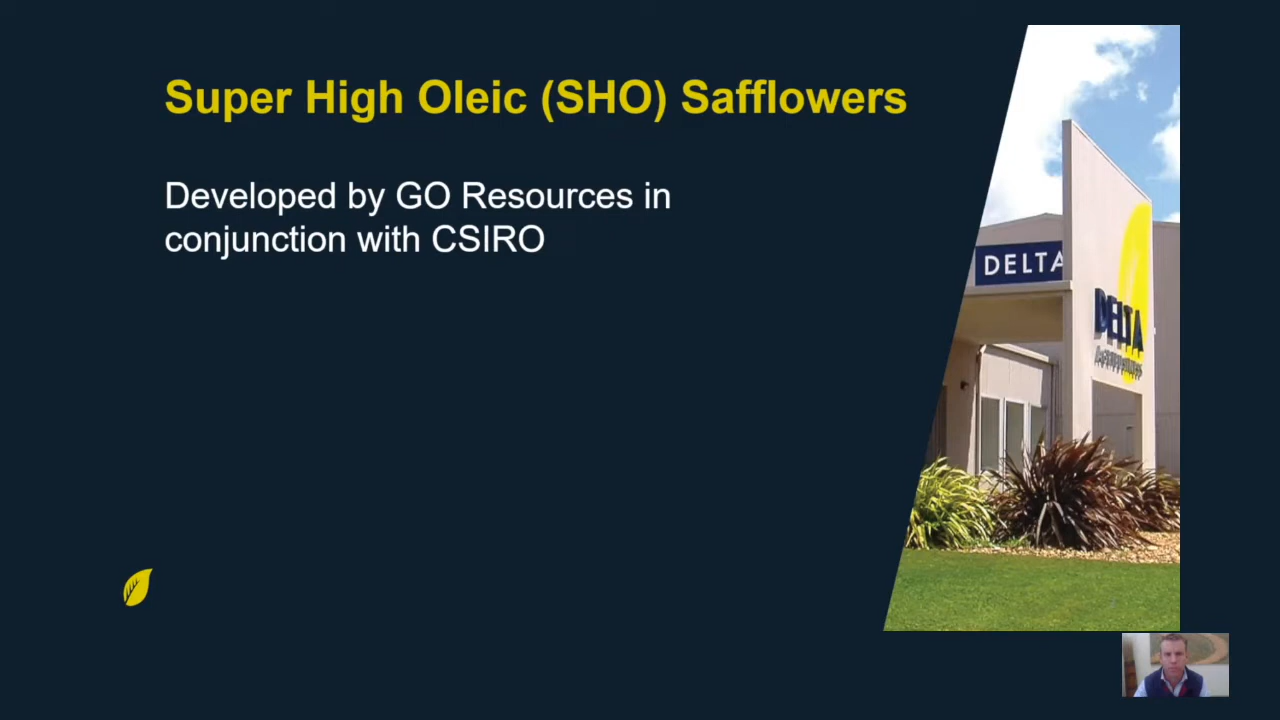 Super High Oleic (SHO) Safflowers
Developed by GO Resources in
conjunction with CSIRO
DELTA
DELTA